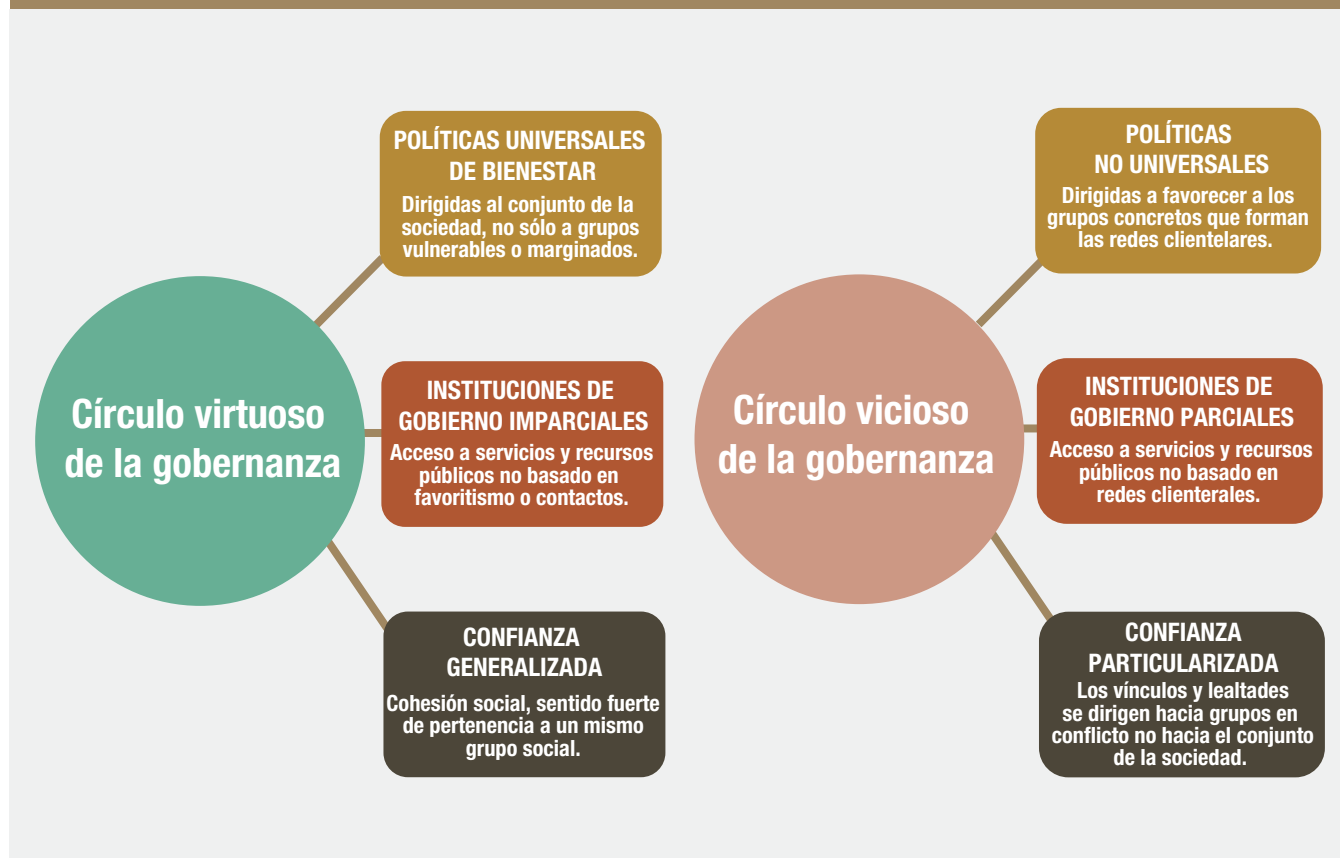 Círculo virtuoso
de la gobernanza
POLÍTICAS UNIVERSALES
DE BIENESTAR
Dirigidas al conjunto de la
sociedad, no sólo a grupos
vulnerables o marginados.
INSTITUCIONES DE
GOBIERNO IMPARCIALES
Acceso a servicios y recursos
públicos no basado en
favoritismo o contactos.
CONFIANZA
GENERALIZADA
Cohesión social, sentido fuerte
de pertenencia a un mismo
grupo social.
Círculo vicioso
de la gobernanza
POLÍTICAS
NO UNIVERSALES
Dirigidas a favorecer a los
grupos concretos que forman
las redes clientelares.
INSTITUCIONES DE
GOBIERNO PARCIALES
Acceso a servicios y recursos
públicos no basado en
redes clienterales.
CONFIANZA
PARTICULARIZADA
Los vínculos y lealtades
se dirigen hacia grupos en
conflicto no hacia el conjunto
de la sociedad.